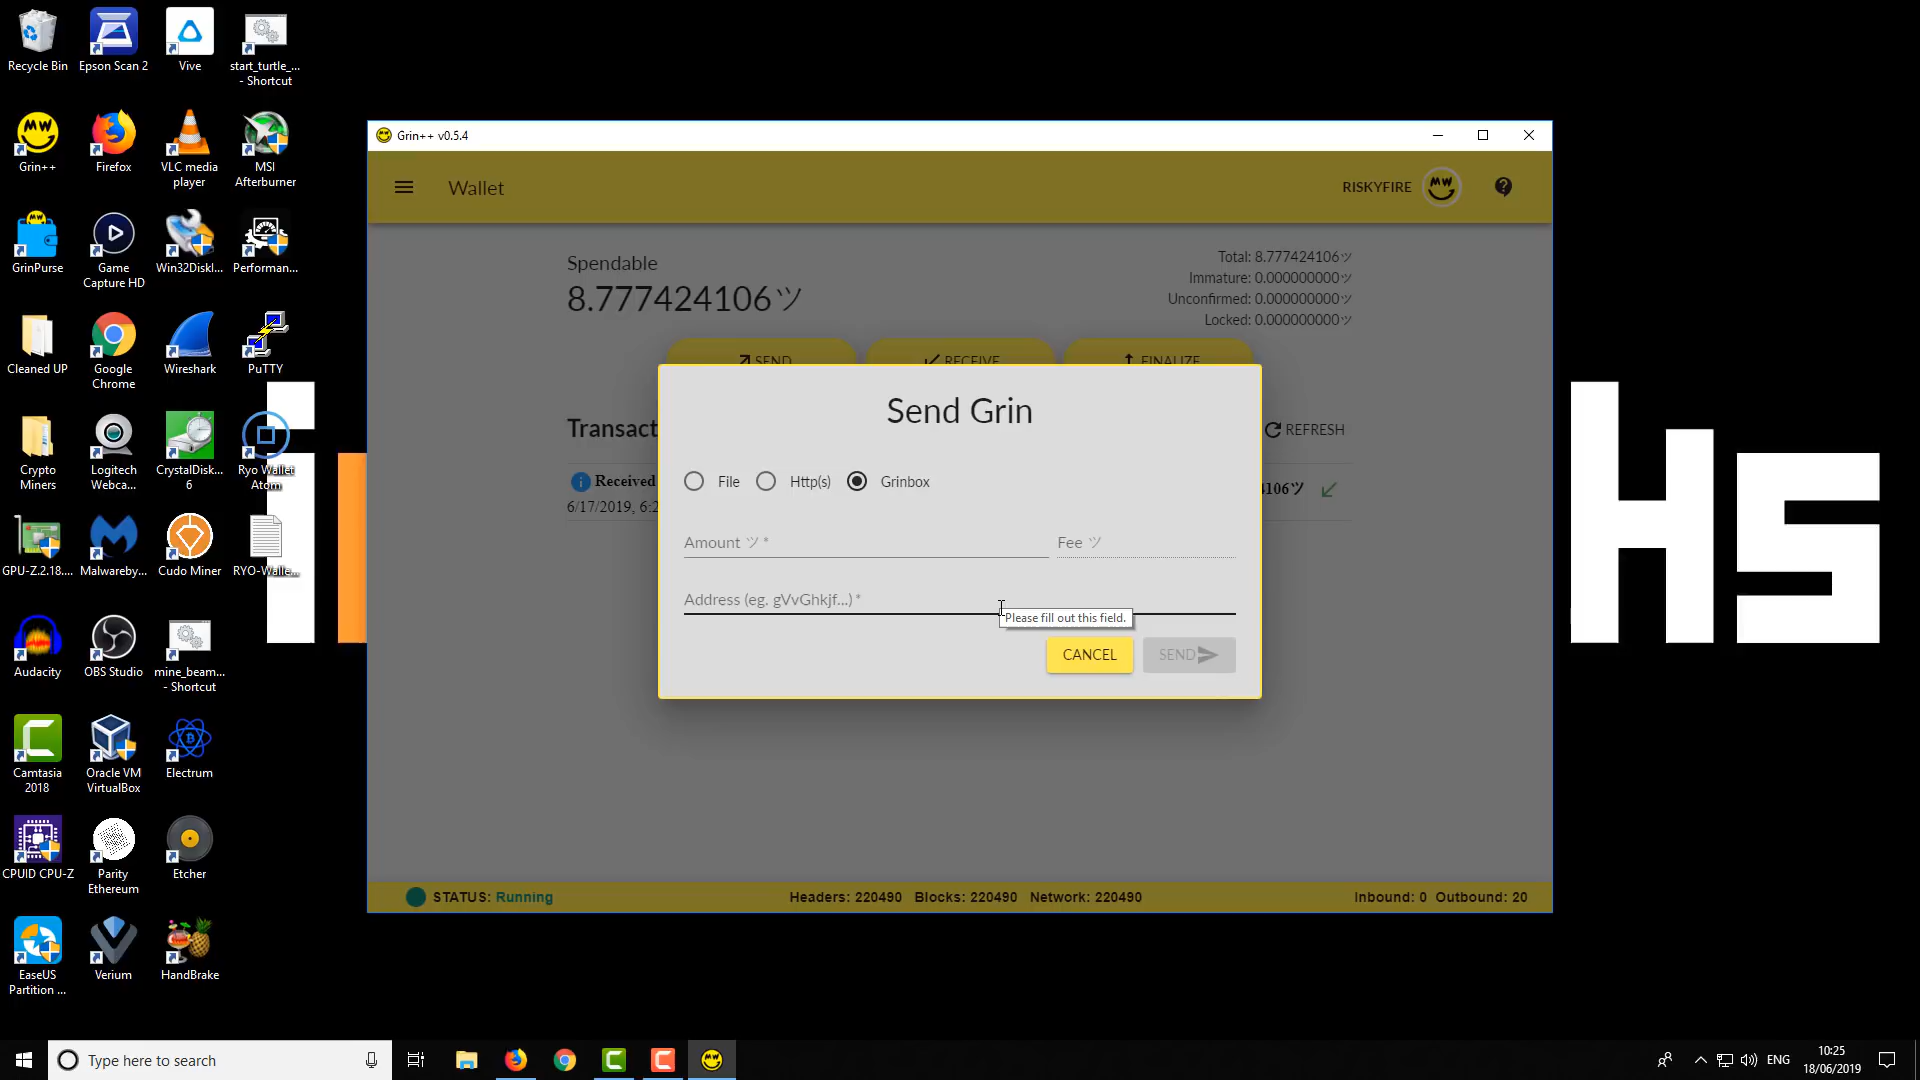 Recycle Bin
Epson Scan 2
Vive
start_turtle_...
- Shortcut
Grin++
Firefox
VLC media
player
MSI
Afterburner
GrinPurse
Game
Capture HD
Win32DiskI...
Performan...
Cleaned UP
Google
Chrome
Wireshark
PuTTY
Crypto
Miners
Logitech
Webca...
CrystalDisk...
6
Ryo Wallet
Atom
GPU-Z.2.18....
Malwareby...
Cudo Miner
RYO-Walle...
Audacity
OBS Studio
mine_beam...
- Shortcut
Camtasia
2018
Oracle VM
VirtualBox
Electrum
CPUID CPU-Z
Parity
Ethereum
Etcher
EaseUS
Partition ...
Verium
HandBrake
hs
Grin++ v0.5.4
Wallet
RISKYFIRE
MW
Spendable
8.777424106ツ
Total: 8.777424106ツ
Immature: 0.000000000ツ
Unconfirmed: 0.000000000ツ
Locked: 0.000000000ツ
SEND
RECEIVE
FINALIZE
Transact
REFRESH
Received
6/17/2019, 6:2
4106ツ
Send Grin
File
Http(s)
Grinbox
Amount ツ *
Fee ツ
Address (eg. gVvGhkjf...) *
Please fill out this field.
CANCEL
SEND
STATUS: Running
Headers: 220490 Blocks: 220490 Network: 220490
Inbound: 0 Outbound: 20
Type here to search
ENG
10:25
18/06/2019